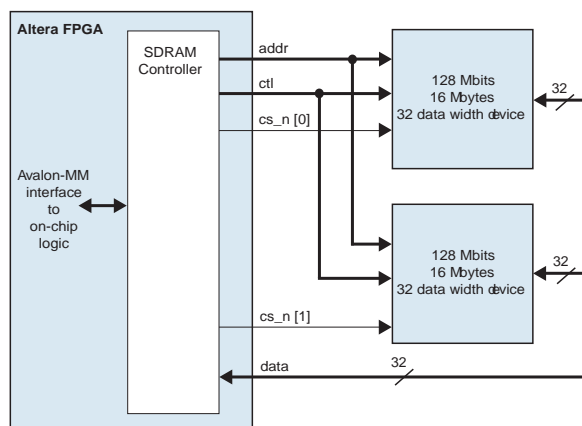 Altera FPGA
SDRAM
Controller
addr
ctl
cs_n [0]
128 Mbits
16 Mbytes
32 data width device
32
Avalon-MM
interface
to
on-chip
logic
128 Mbits
16 Mbytes
32 data width device
32
cs_n [1]
data
32